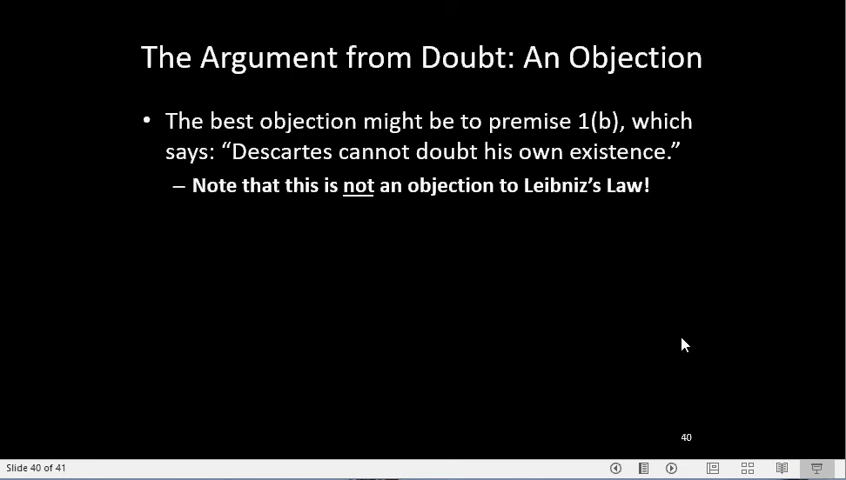 The Argument from Doubt: An Objection
• The best objection might be to premise 1(b), which
says: “Descartes cannot doubt his own existence.”
– Note that this is not an objection to Leibniz’s Law!
40
Slide 40 of 41